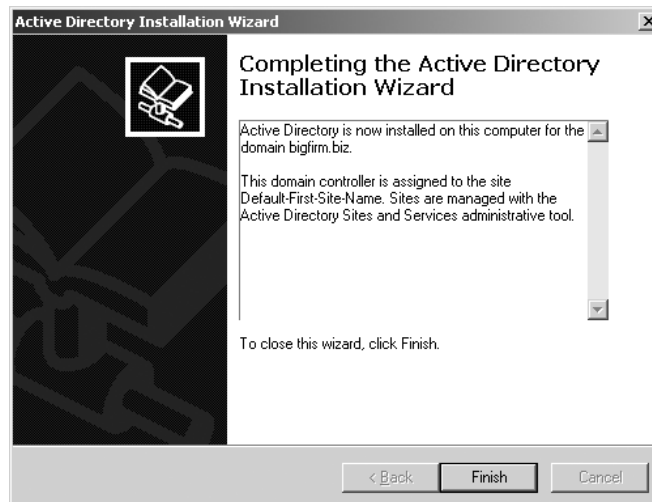 Active Directory Installation Wizard
Completing the Active Directory
Installation Wizard
Active Directory is now installed on this computer for the
domain bigfirm.biz.
This domain controller is assigned to the site
Default-First-Site-Name. Sites are managed with the
Active Directory Sites and Services administrative tool.
To close this wizard, click Finish.
< Back Finish Cancel